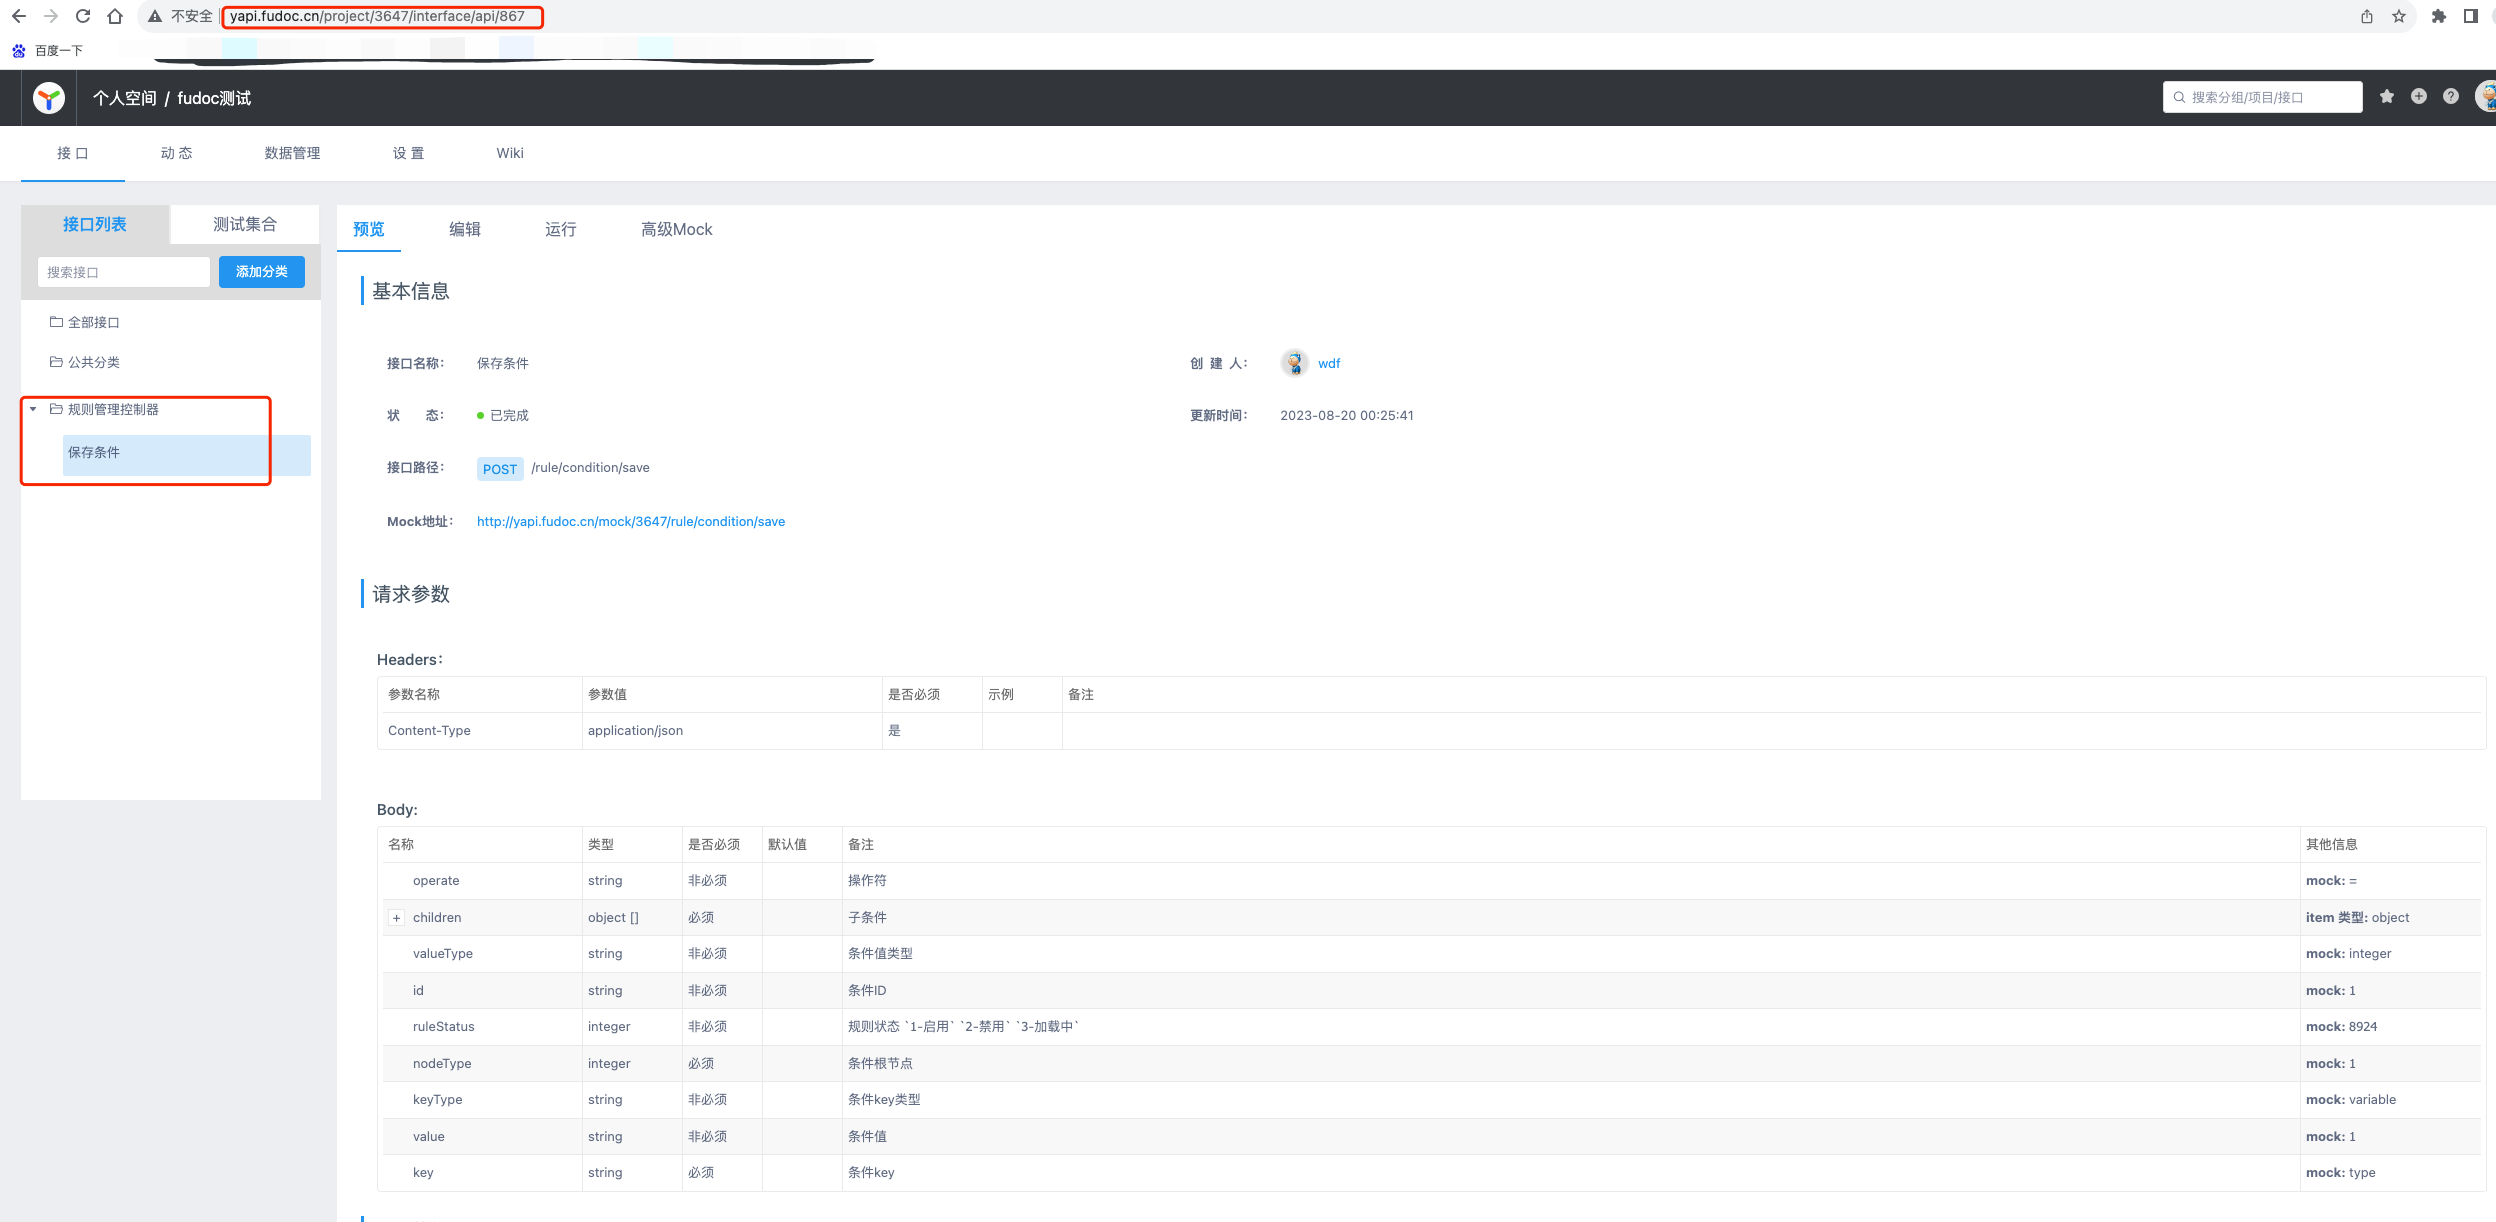 不安全 yapi.fudoc.cn/project/3647/interface/api/867
百度一下
个人空间 / fudoc测试
搜索分组/项目/接口
接 口 动 态 数据管理 设 置 Wiki
接口列表 测试集合
搜索接口 添加分类
全部接口
公共分类
规则管理控制器
保存条件
预览 编辑 运行 高级Mock
基本信息
接口名称： 保存条件 创 建 人： wdf
状 态： 已完成 更新时间： 2023-08-20 00:25:41
接口路径： POST /rule/condition/save
Mock地址： http://yapi.fudoc.cn/mock/3647/rule/condition/save
请求参数
Headers：
参数名称 参数值 是否必须 示例 备注
Content-Type application/json 是
Body:
名称 类型 是否必须 默认值 备注 其他信息
operate string 非必须 操作符 mock: =
+ children object [] 必须 子条件 item 类型: object
valueType string 非必须 条件值类型 mock: integer
id string 非必须 条件ID mock: 1
ruleStatus integer 非必须 规则状态 `1-启用` `2-禁用` `3-加载中` mock: 8924
nodeType integer 必须 条件根节点 mock: 1
keyType string 非必须 条件key类型 mock: variable
value string 非必须 条件值 mock: 1
key string 必须 条件key mock: type